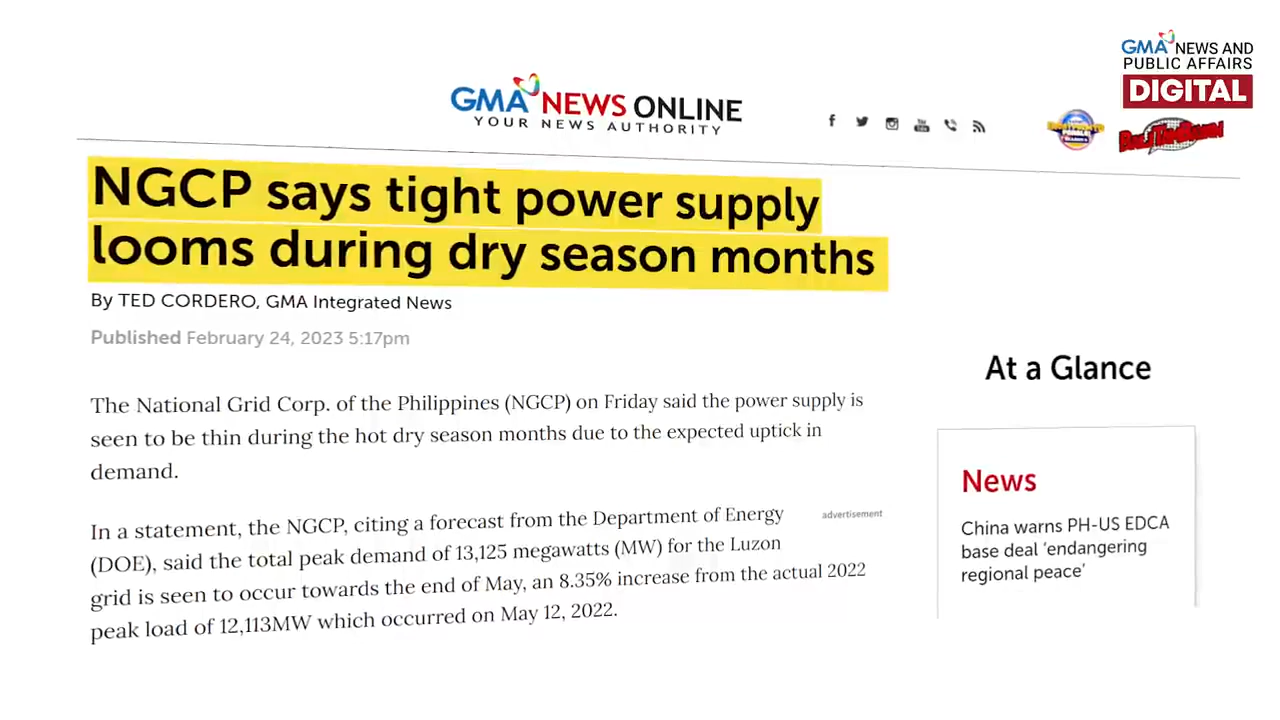 GMA NEWS AND
PUBLIC AFFAIRS
DIGITAL
GMA NEWS ONLINE
YOUR NEWS AUTHORITY
NGCP says tight power supply
looms during dry season months
By TED CORDERO, GMA Integrated News
Published February 24, 2023 5:17pm
The National Grid Corp. of the Philippines (NGCP) on Friday said the power supply is
seen to be thin during the hot dry season months due to the expected uptick in
demand.
In a statement, the NGCP, citing a forecast from the Department of Energy
(DOE), said the total peak demand of 13,125 megawatts (MW) for the Luzon
grid is seen to occur towards the end of May, an 8.35% increase from the actual 2022
peak load of 12,113MW which occurred on May 12, 2022.
advertisement
At a Glance
News
China warns PH-US EDCA
base deal ‘endangering
regional peace’